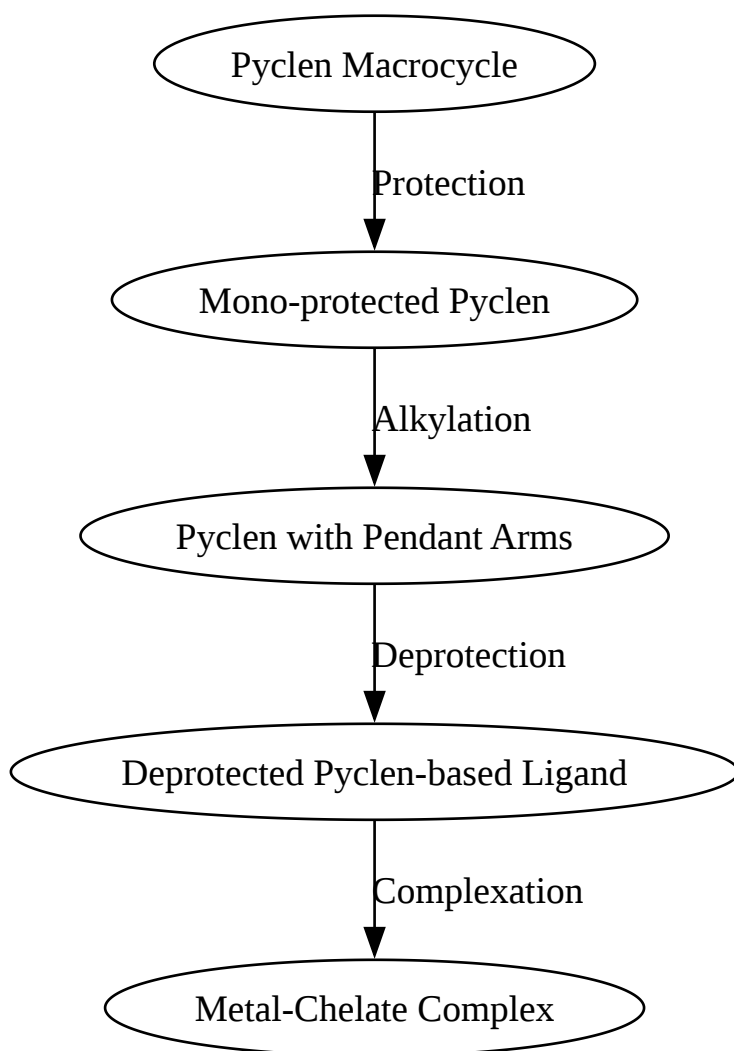 Pyclen Macrocycle
Protection
Mono-protected Pyclen
Alkylation
Pyclen with Pendant Arms
Deprotection
Deprotected Pyclen-based Ligand
Complexation
Metal-Chelate Complex